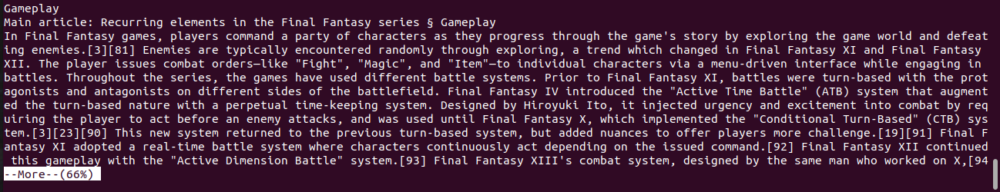 Gameplay
Main article: Recurring elements in the Final Fantasy series § Gameplay
In Final Fantasy games, players command a party of characters as they progress through the game's story by exploring the game world and defeat
ing enemies.[3][81] Enemies are typically encountered randomly through exploring, a trend which changed in Final Fantasy XI and Final Fantasy
XII. The player issues combat orders—like "Fight", "Magic", and "Item"—to individual characters via a menu-driven interface while engaging in
battles. Throughout the series, the games have used different battle systems. Prior to Final Fantasy XI, battles were turn-based with the prot
agonists and antagonists on different sides of the battlefield. Final Fantasy IV introduced the "Active Time Battle" (ATB) system that augment
ed the turn-based nature with a perpetual time-keeping system. Designed by Hiroyuki Ito, it injected urgency and excitement into combat by req
uiring the player to act before an enemy attacks, and was used until Final Fantasy X, which implemented the "Conditional Turn-Based" (CTB) sys
tem.[3][23][90] This new system returned to the previous turn-based system, but added nuances to offer players more challenge.[19][91] Final F
antasy XI adopted a real-time battle system where characters continuously act depending on the issued command.[92] Final Fantasy XII continued
 this gameplay with the "Active Dimension Battle" system.[93] Final Fantasy XIII's combat system, designed by the same man who worked on X,[94
--More--(66%)